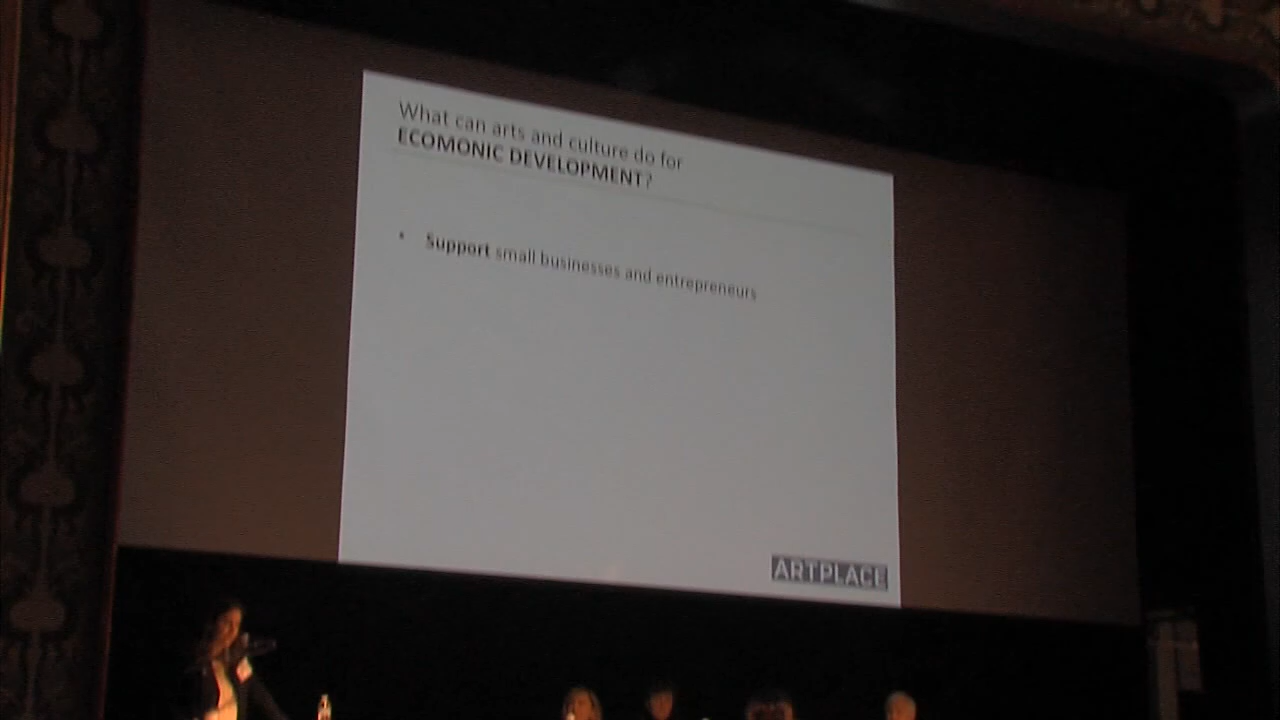 What can arts and culture do for
ECOMONIC DEVELOPMENT?
• Support small businesses and entrepreneurs
ARTPLACE